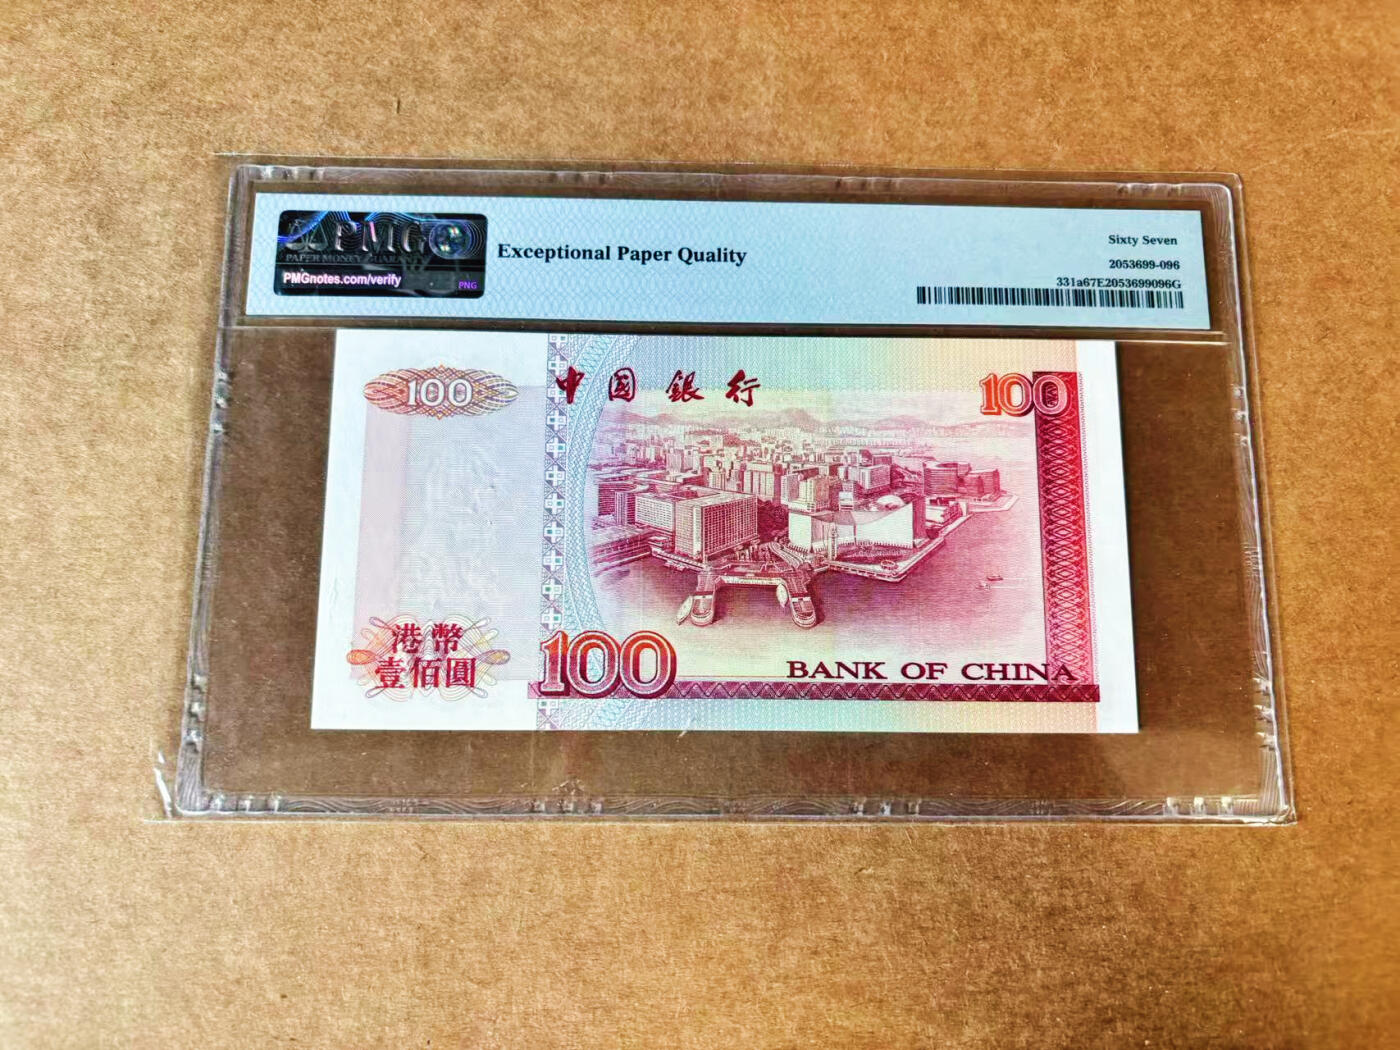 PMG
PAPER MONEY GUARANTY
PMGnotes.com/verify
PNG
Exceptional Paper Quality
Sixty Seven
2053699-096
331a67E2053699096G
100
中國銀行
100
港幣
壹佰圓
100
BANK OF CHINA